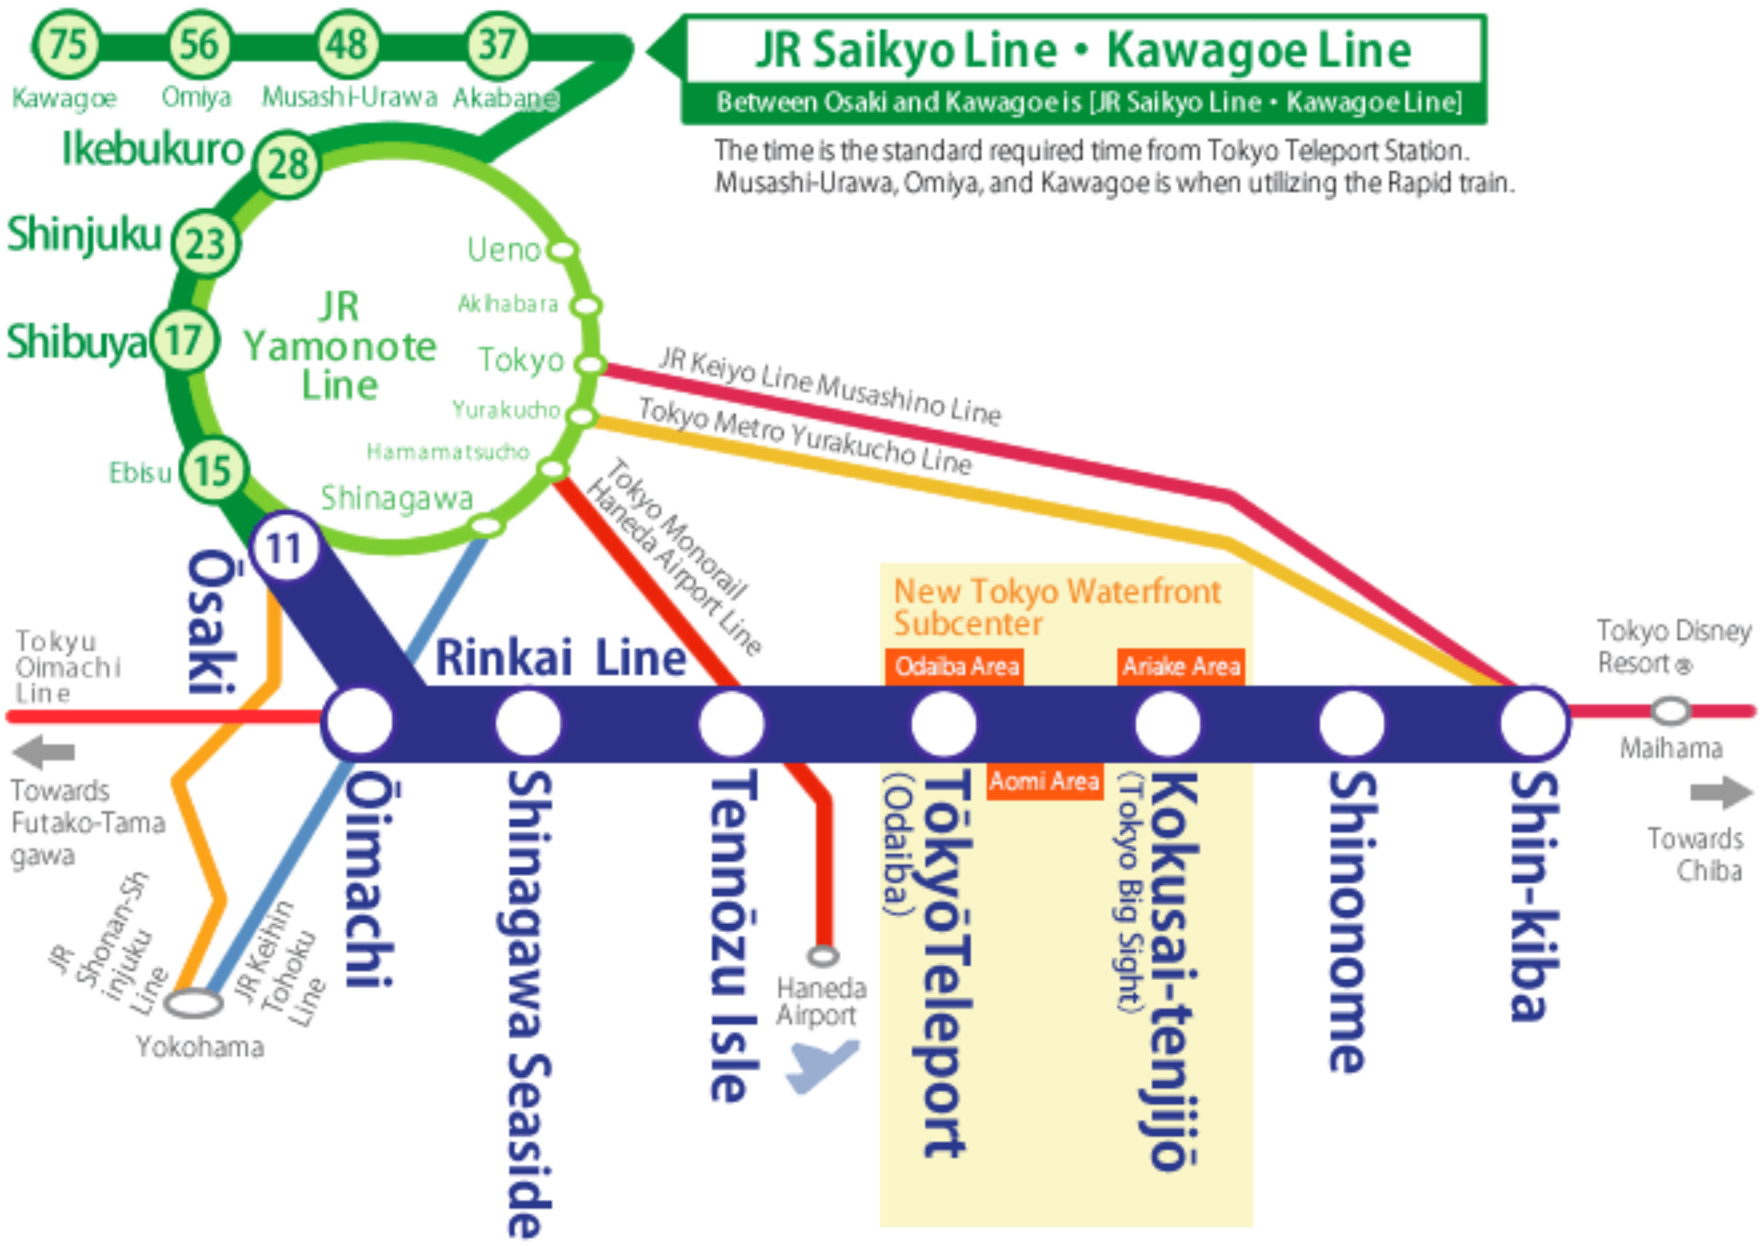 75
56
48
37
Kawagoe
Omiya
Musashi-Urawa
Akabane
JR Saikyo Line・Kawagoe Line
Between Osaki and Kawagoe is [JR Saikyo Line・Kawagoe Line]
The time is the standard required time from Tokyo Teleport Station.
Musashi-Urawa, Omiya, and Kawagoe is when utilizing the Rapid train.
Ikebukuro
28
Shinjuku
23
Shibuya
17
Ebisu
15
11
Ōsaki
JR
Yamonote
Line
Ueno
Akihabara
Tokyo
Yurakucho
Hamamatsucho
Shinagawa
JR Keiyo Line Musashino Line
Tokyo Metro Yurakucho Line
Tokyo Monorail
Haneda Airport Line
New Tokyo Waterfront
Subcenter
Odaiba Area
Ariake Area
Aomi Area
Rinkai Line
Tokyu
Oimachi
Line
Towards
Futako-Tama
gawa
Tokyo Disney
Resort ®
Maihama
Towards
Chiba
Ōimachi
Shinagawa Seaside
Tennōzu Isle
TōkyōTeleport
(Odaiba)
Kokusai-tenjijō
(Tokyo Big Sight)
Shinonome
Shin-kiba
JR
Shonan-Sh
injuku
Line
JR Keihin
Tohoku
Line
Yokohama
Haneda
Airport